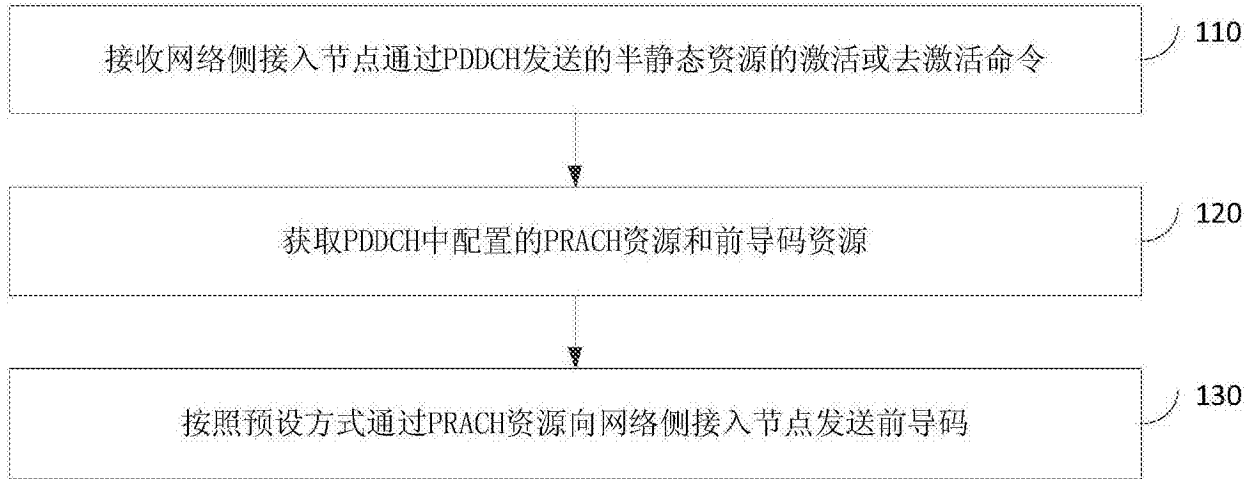 接收网络侧接入节点通过PDDCH发送的半静态资源的激活或去激活命令
110
获取PDDCH中配置的PRACH资源和前导码资源
120
按照预设方式通过PRACH资源向网络侧接入节点发送前导码
130